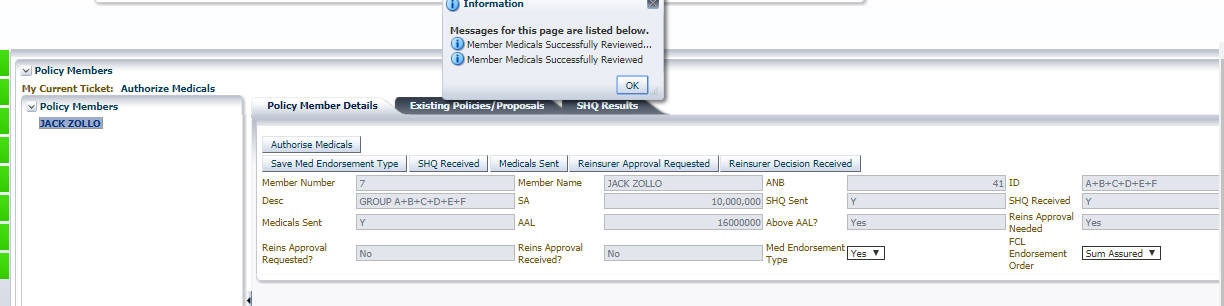 Information
Messages for this page are listed below.
Member Medicals Successfully Reviewed...
Member Medicals Successfully Reviewed
OK
Policy Members
My Current Ticket: Authorize Medicals
Policy Members
JACK ZOLLO
Policy Member Details Existing Policies/Proposals SHQ Results
Authorise Medicals
Save Med Endorsement Type SHQ Received Medicals Sent Reinsurer Approval Requested Reinsurer Decision Received
Member Number 7 Member Name JACK ZOLLO ANB 41 ID A+B+C+D+E+F
Desc GROUP A+B+C+D+E+F SA 10,000,000 SHQ Sent Y SHQ Received Y
Medicals Sent Y AAL 16000000 Above AAL? Yes Reins Approval Needed Yes
Reins Approval Requested? No Reins Approval Received? No Med Endorsement Type Yes FCL Endorsement Order Sum Assured